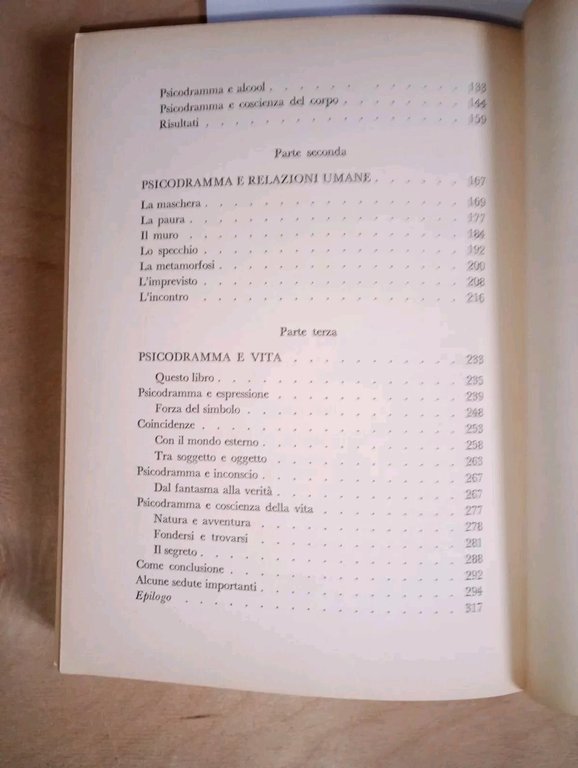 Psicodramma e alcool . . . . . . . . . . 133
Psicodramma e coscienza del corpo . . . . . . . 144
Risultati . . . . . . . . . . . . . . 159
Parte seconda
PSICODRAMMA E RELAZIONI UMANE . . . . . . 167
La maschera . . . . . . . . . . . . . . 169
La paura . . . . . . . . . . . . . . 177
Il muro . . . . . . . . . . . . . . 184
Lo specchio . . . . . . . . . . . . . . 192
La metamorfosi . . . . . . . . . . . . . 200
L'imprevisto . . . . . . . . . . . . . . 208
L'incontro . . . . . . . . . . . . . . 216
Parte terza
PSICODRAMMA E VITA . . . . . . . . . . 233
Questo libro . . . . . . . . . . . . . 235
Psicodramma e espressione . . . . . . . . . . 239
Forza del simbolo . . . . . . . . . . . . 248
Coincidenze . . . . . . . . . . . . . . 253
Con il mondo esterno . . . . . . . . . . . 258
Tra soggetto e oggetto . . . . . . . . . . . 263
Psicodramma e inconscio . . . . . . . . . . . 267
Dal fantasma alla verità . . . . . . . . . . . 267
Psicodramma e coscienza della vita . . . . . . . . 277
Natura e avventura . . . . . . . . . . . . 278
Fondersi e trovarsi . . . . . . . . . . . . 281
Il segreto . . . . . . . . . . . . . . 288
Come conclusione . . . . . . . . . . . . . 292
Alcune sedute importanti . . . . . . . . . . . 294
Epilogo . . . . . . . . . . . . . . 317